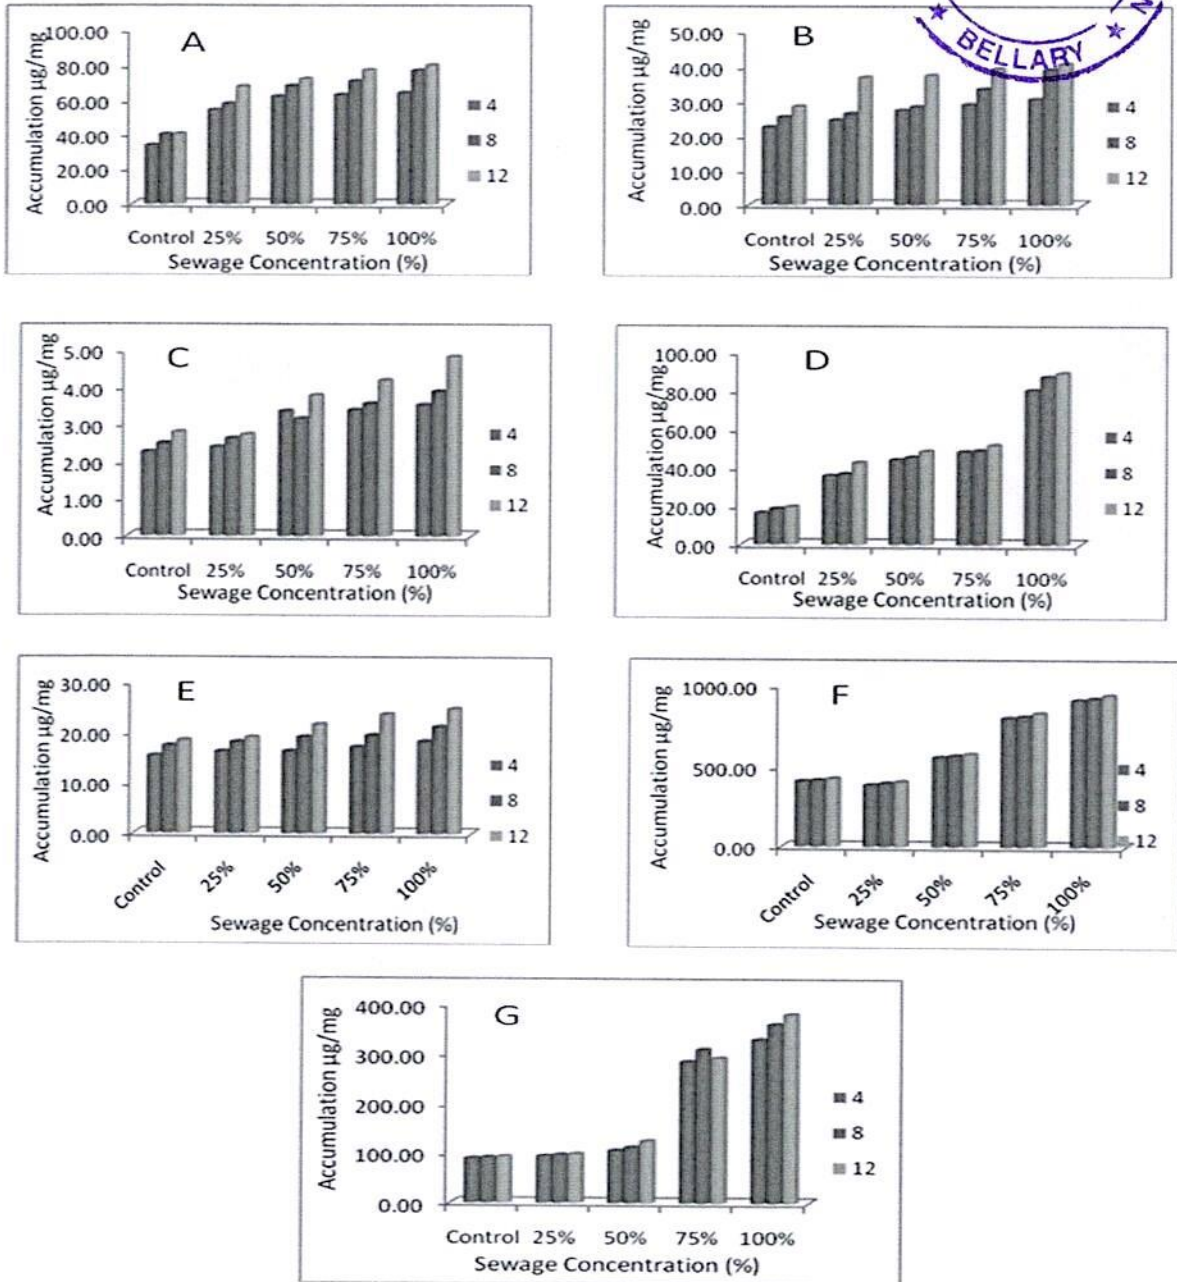 A
Accumulation µg/mg
100.00
80.00
60.00
40.00
20.00
0.00
Control 25% 50% 75% 100%
Sewage Concentration (%)
4
8
12
B
BELLARY
N
Accumulation µg/mg
50.00
40.00
30.00
20.00
10.00
0.00
Control 25% 50% 75% 100%
Sewage Concentration (%)
4
8
12
C
Accumulation µg/mg
5.00
4.00
3.00
2.00
1.00
0.00
Control 25% 50% 75% 100%
Sewage Concentration (%)
4
8
12
D
Accumulation µg/mg
100.00
80.00
60.00
40.00
20.00
0.00
Control 25% 50% 75% 100%
Sewage Concentration (%)
4
8
12
E
Accumulation µg/mg
30.00
20.00
10.00
0.00
Control 25% 50% 75% 100%
Sewage Concentration (%)
4
8
12
F
Accumulation µg/mg
1000.00
500.00
0.00
Control 25% 50% 75% 100%
Sewage Concentration (%)
4
8
12
G
Accumulation µg/mg
400.00
300.00
200.00
100.00
0.00
Control 25% 50% 75% 100%
Sewage Concentration (%)
4
8
12